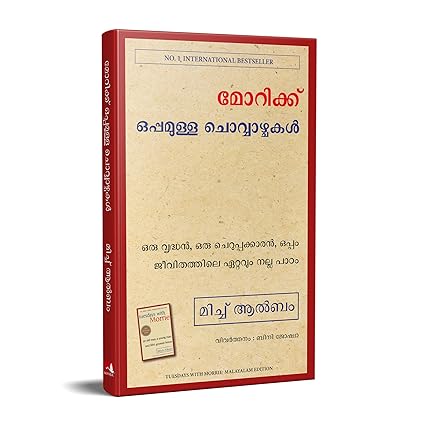 NO. 1 INTERNATIONAL BESTSELLER
മോറിക്ക്
ഒപ്പമുള്ള ചൊവ്വാഴ്ചകൾ
ഒരു വൃദ്ധൻ, ഒരു ചെറുപ്പക്കാരൻ, ഒപ്പം
ജീവിതത്തിലെ ഏറ്റവും നല്ല പാഠം
tuesdays with
Morrie
മിച്ച് ആൽബം
വിവർത്തനം : ബിനി ജോഷ്വാ
TUESDAYS WITH MORRIE: MALAYALAM EDITION
മോറിക്ക് ഒപ്പമുള്ള ചൊവ്വാഴ്ചകൾ
മിച്ച് ആൽബം